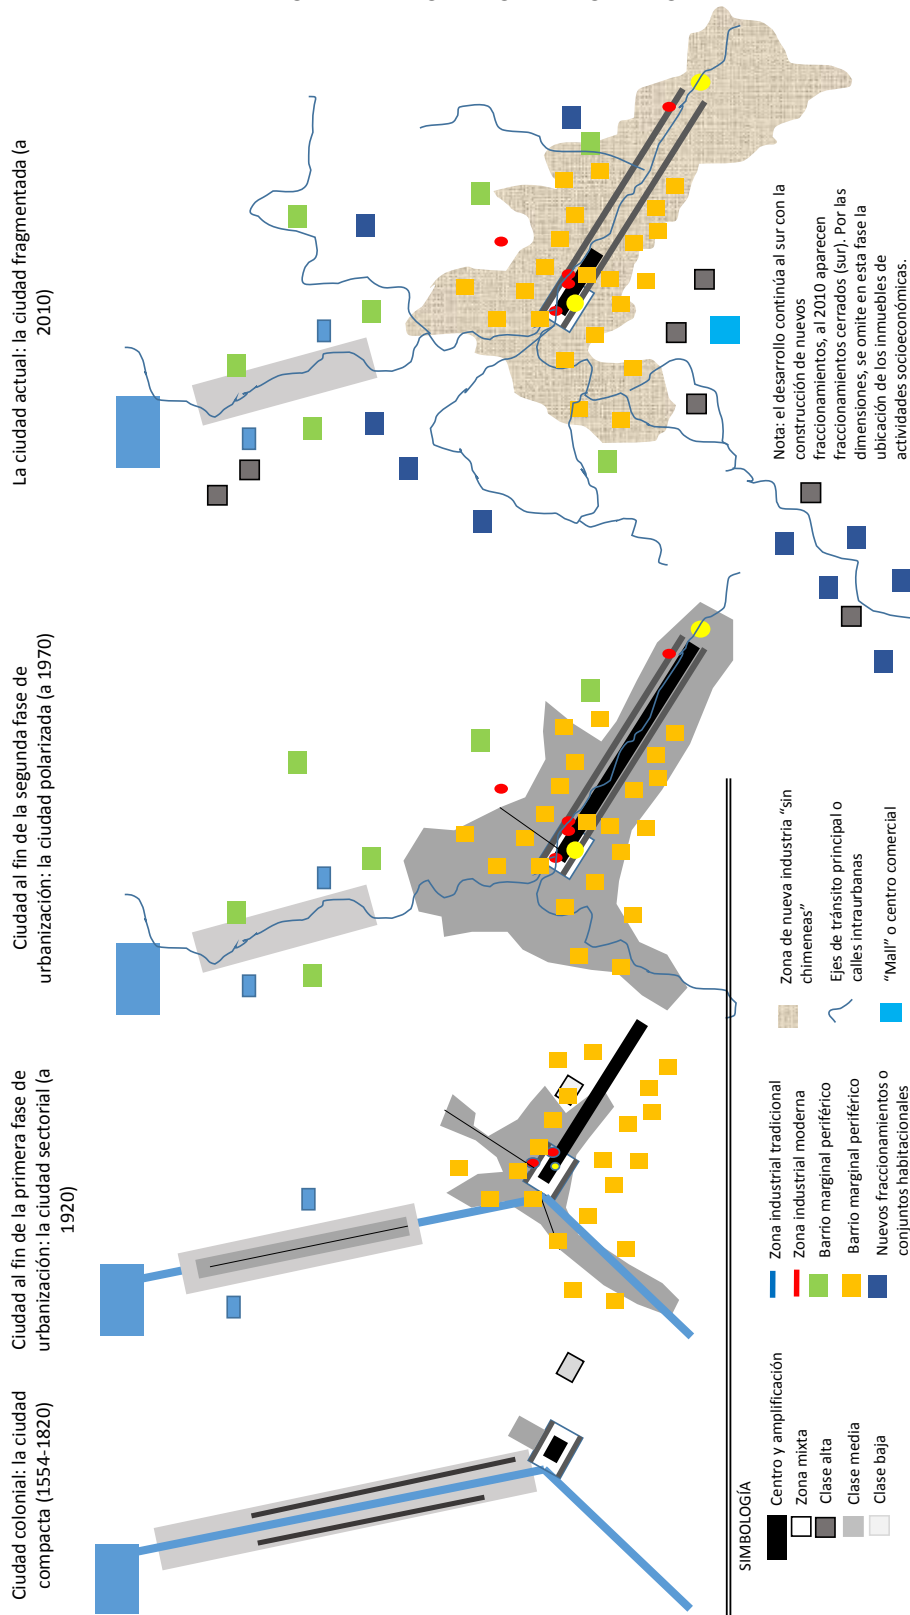 Ciudad colonial: la ciudad
compacta (1554-1820)
Ciudad al fin de la primera fase de
urbanización: la ciudad sectorial (a
1920)
Ciudad al fin de la segunda fase de
urbanización: la ciudad polarizada (a 1970)
La ciudad actual: la ciudad fragmentada (a
2010)
Nota: el desarrollo continúa al sur con la
construcción de nuevos
fraccionamientos, al 2010 aparecen
fraccionamientos cerrados (sur). Por las
dimensiones, se omite en esta fase la
ubicación de los inmuebles de
actividades socioeconómicas.
SIMBOLOGÍA
Centro y amplificación
Zona mixta
Clase alta
Clase media
Clase baja
Zona industrial tradicional
Zona industrial moderna
Barrio marginal periférico
Barrio marginal periférico
Nuevos fraccionamientos o
conjuntos habitacionales
Zona de nueva industria “sin
chimeneas”
Ejes de tránsito principal o
calles intraurbanas
“Mall” o centro comercial